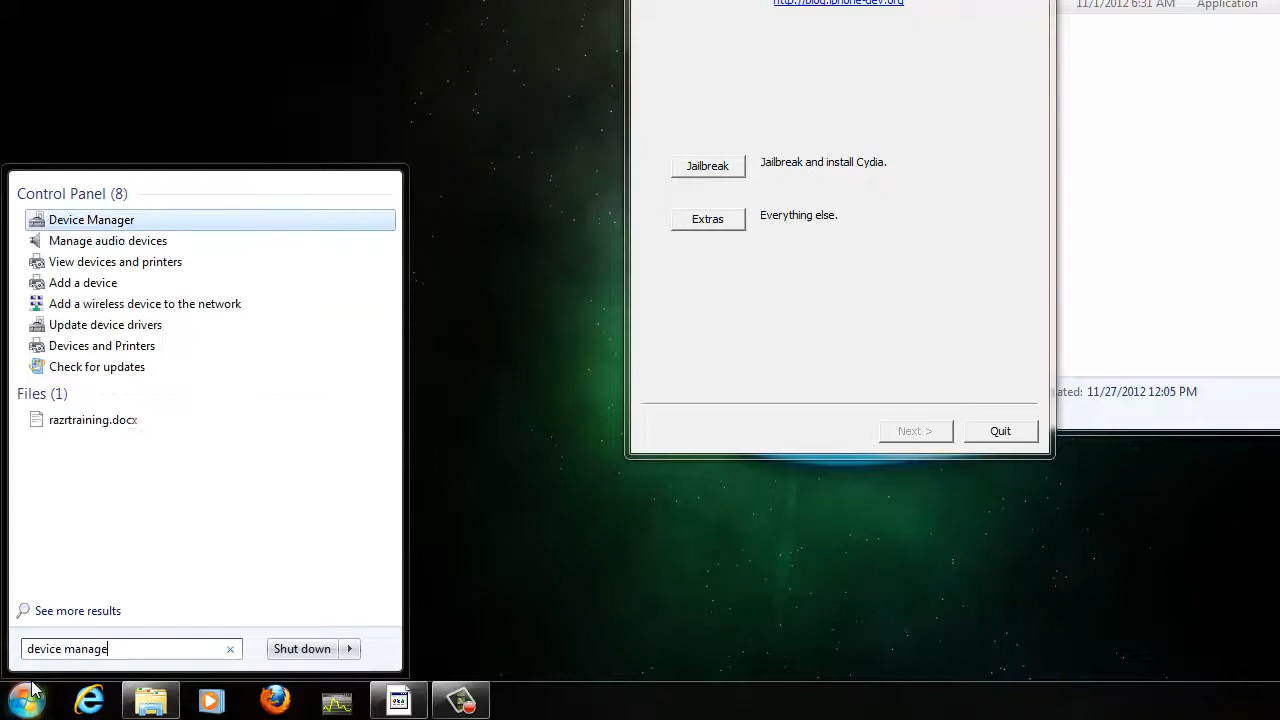 http://blog.iphone-dev.org
11/1/2012 6:31 AM Application
Jailbreak Jailbreak and install Cydia.
Extras Everything else.
Next > Quit
ated: 11/27/2012 12:05 PM
Control Panel (8)
Device Manager
Manage audio devices
View devices and printers
Add a device
Add a wireless device to the network
Update device drivers
Devices and Printers
Check for updates
Files (1)
razrtraining.docx
See more results
device manage
Shut down